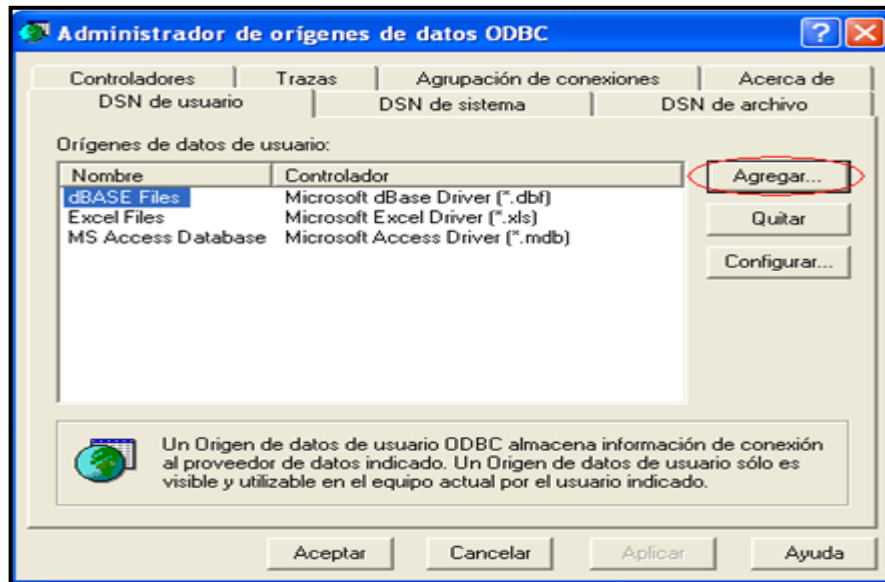 Administrador de orígenes de datos ODBC
Controladores Trazas Agrupación de conexiones Acerca de
DSN de usuario DSN de sistema DSN de archivo
Orígenes de datos de usuario:
Nombre Controlador
dBASE Files Microsoft dBase Driver (*.dbf)
Excel Files Microsoft Excel Driver (*.xls)
MS Access Database Microsoft Access Driver (*.mdb)
Agregar...
Quitar
Configurar...
Un Origen de datos de usuario ODBC almacena información de conexión
al proveedor de datos indicado. Un Origen de datos de usuario sólo es
visible y utilizable en el equipo actual por el usuario indicado.
Aceptar Cancelar Aplicar Ayuda